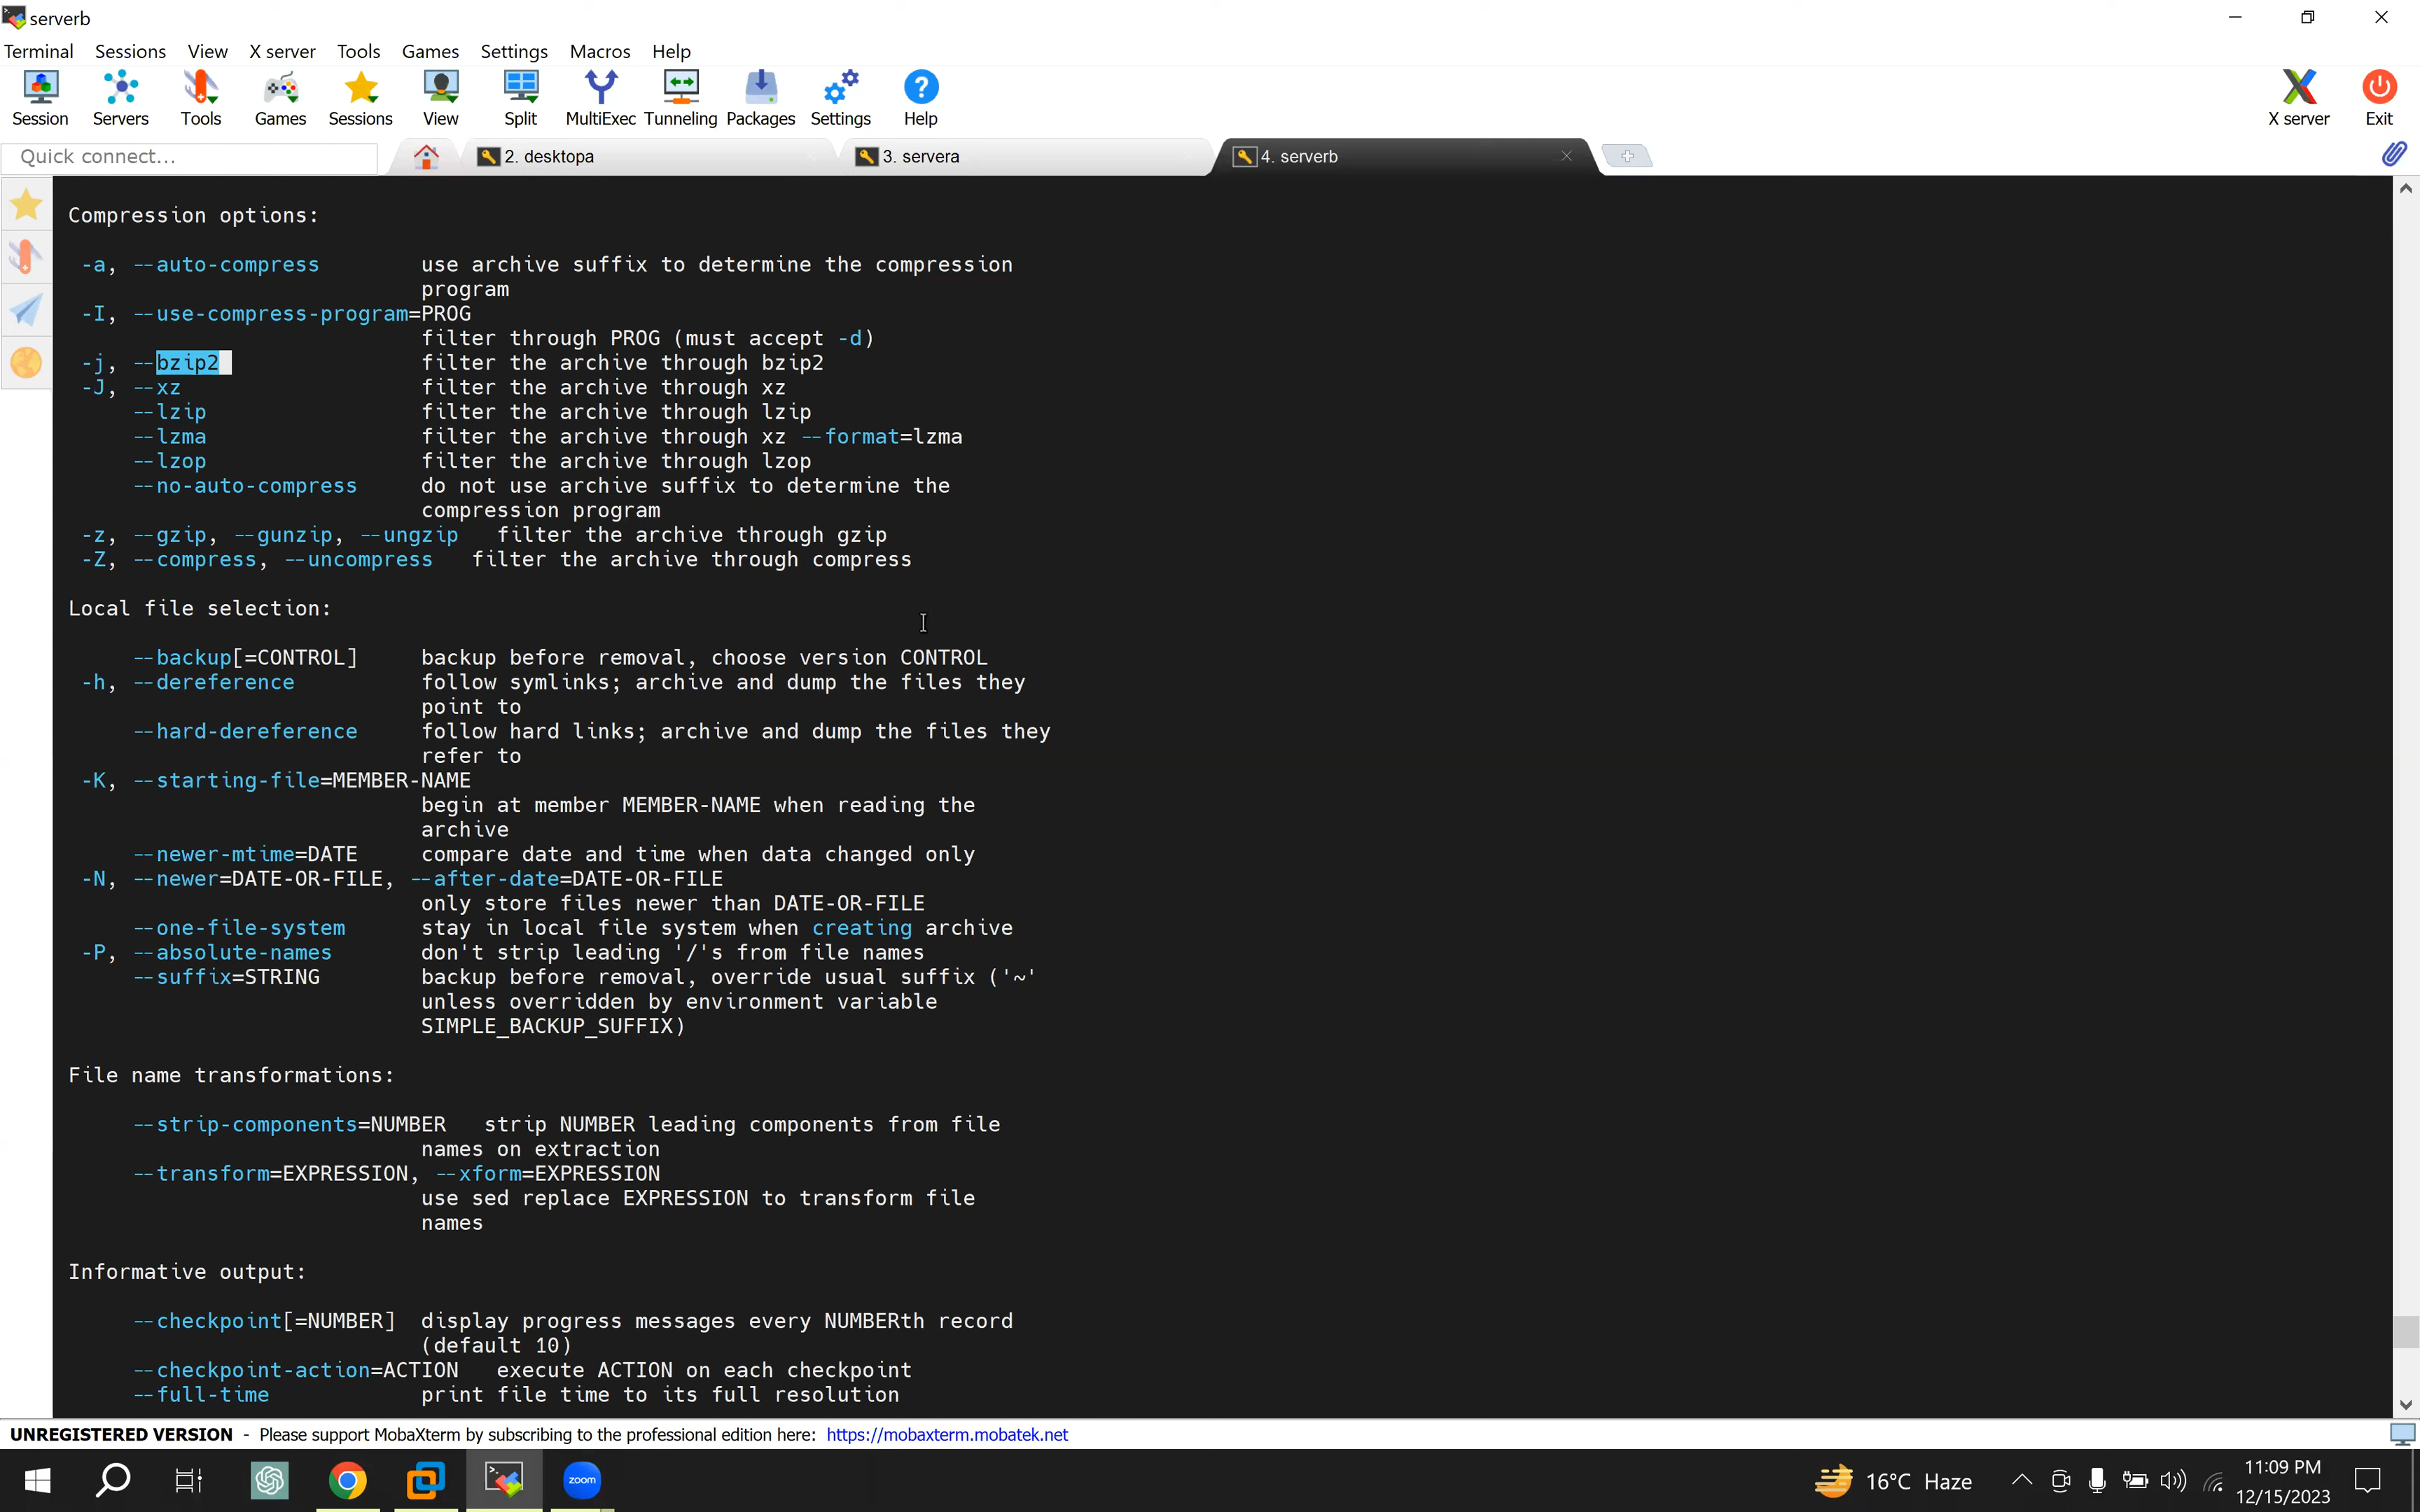 serverb
Terminal Sessions View X server Tools Games Settings Macros Help
Session Servers Tools Games Sessions View Split MultiExec Tunneling Packages Settings Help X server Exit
Quick connect... 2. desktopa 3. servera 4. serverb
Compression options:
-a, --auto-compress use archive suffix to determine the compression
program
-I, --use-compress-program=PROG
filter through PROG (must accept -d)
-j, --bzip2 filter the archive through bzip2
-J, --xz filter the archive through xz
--lzip filter the archive through lzip
--lzma filter the archive through xz --format=lzma
--lzop filter the archive through lzop
--no-auto-compress do not use archive suffix to determine the
compression program
-z, --gzip, --gunzip, --ungzip filter the archive through gzip
-Z, --compress, --uncompress filter the archive through compress
Local file selection:
--backup[=CONTROL] backup before removal, choose version CONTROL
-h, --dereference follow symlinks; archive and dump the files they
point to
--hard-dereference follow hard links; archive and dump the files they
refer to
-K, --starting-file=MEMBER-NAME
begin at member MEMBER-NAME when reading the
archive
--newer-mtime=DATE compare date and time when data changed only
-N, --newer=DATE-OR-FILE, --after-date=DATE-OR-FILE
only store files newer than DATE-OR-FILE
--one-file-system stay in local file system when creating archive
-P, --absolute-names don't strip leading '/'s from file names
--suffix=STRING backup before removal, override usual suffix ('~'
unless overridden by environment variable
SIMPLE_BACKUP_SUFFIX)
File name transformations:
--strip-components=NUMBER strip NUMBER leading components from file
names on extraction
--transform=EXPRESSION, --xform=EXPRESSION
use sed replace EXPRESSION to transform file
names
Informative output:
--checkpoint[=NUMBER] display progress messages every NUMBERth record
(default 10)
--checkpoint-action=ACTION execute ACTION on each checkpoint
--full-time print file time to its full resolution
UNREGISTERED VERSION - Please support MobaXterm by subscribing to the professional edition here: https://mobaxterm.mobatek.net
zoom 16°C Haze 11:09 PM
12/15/2023